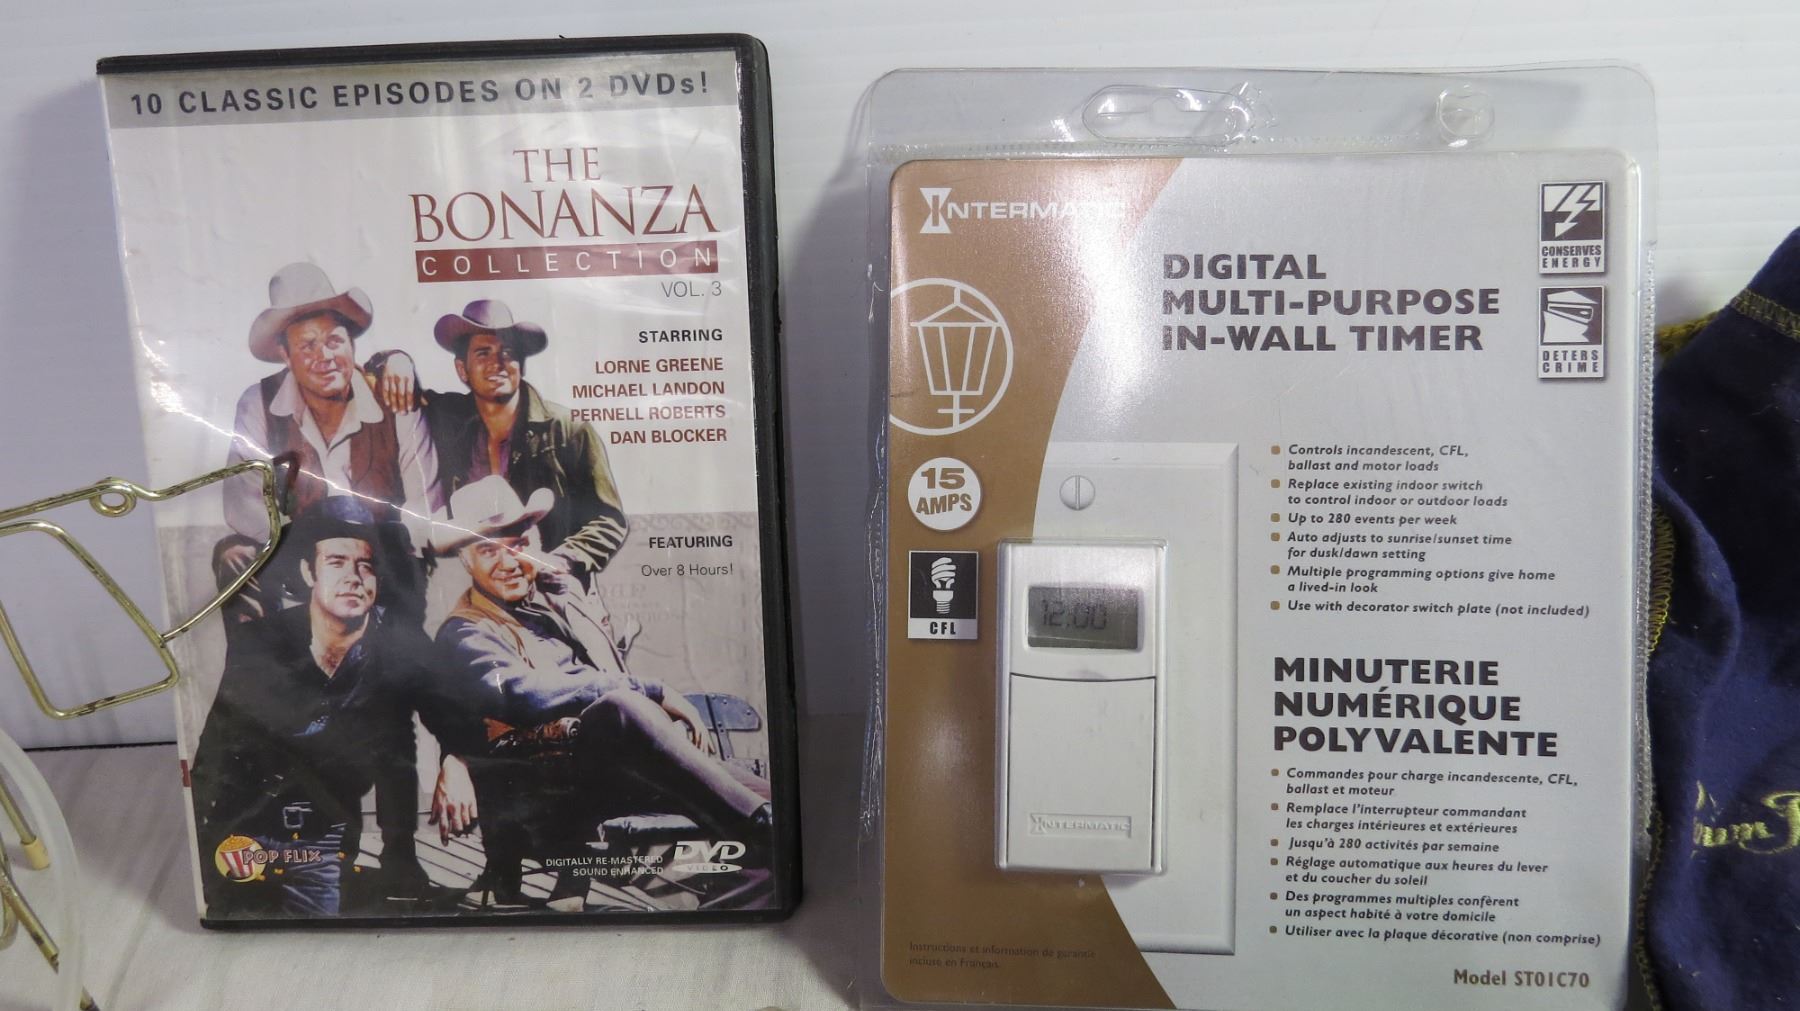 10 CLASSIC EPISODES ON 2 DVDs!
THE
BONANZA
COLLECTION
VOL. 3
STARRING
LORNE GREENE
MICHAEL LANDON
PERNELL ROBERTS
DAN BLOCKER
FEATURING
Over 8 Hours!
POP FLIX
DIGITALLY RE-MASTERED
SOUND ENHANCED
DVD
VIDEO
INTERMATIC
DIGITAL
MULTI-PURPOSE
IN-WALL TIMER
CONSERVES
ENERGY
DETERS
CRIME
15
AMPS
CFL
Controls incandescent, CFL,
ballast and motor loads
Replace existing indoor switch
to control indoor or outdoor loads
Up to 280 events per week
Auto adjusts to sunrise/sunset time
for dusk/dawn setting
Multiple programming options give home
a lived-in look
Use with decorator switch plate (not included)
12:00
INTERMATIC
MINUTERIE
NUMÉRIQUE
POLYVALENTE
Commandes pour charge incandescente, CFL,
ballast et moteur
Remplace l'interrupteur commandant
les charges intérieures et extérieures
Jusqu'à 280 activités par semaine
Réglage automatique aux heures du lever
et du coucher du soleil
Des programmes multiples confèrent
un aspect habité à votre domicile
Utiliser avec la plaque décorative (non comprise)
Instructions et information de garantie
incluse en Français
Model ST01C70